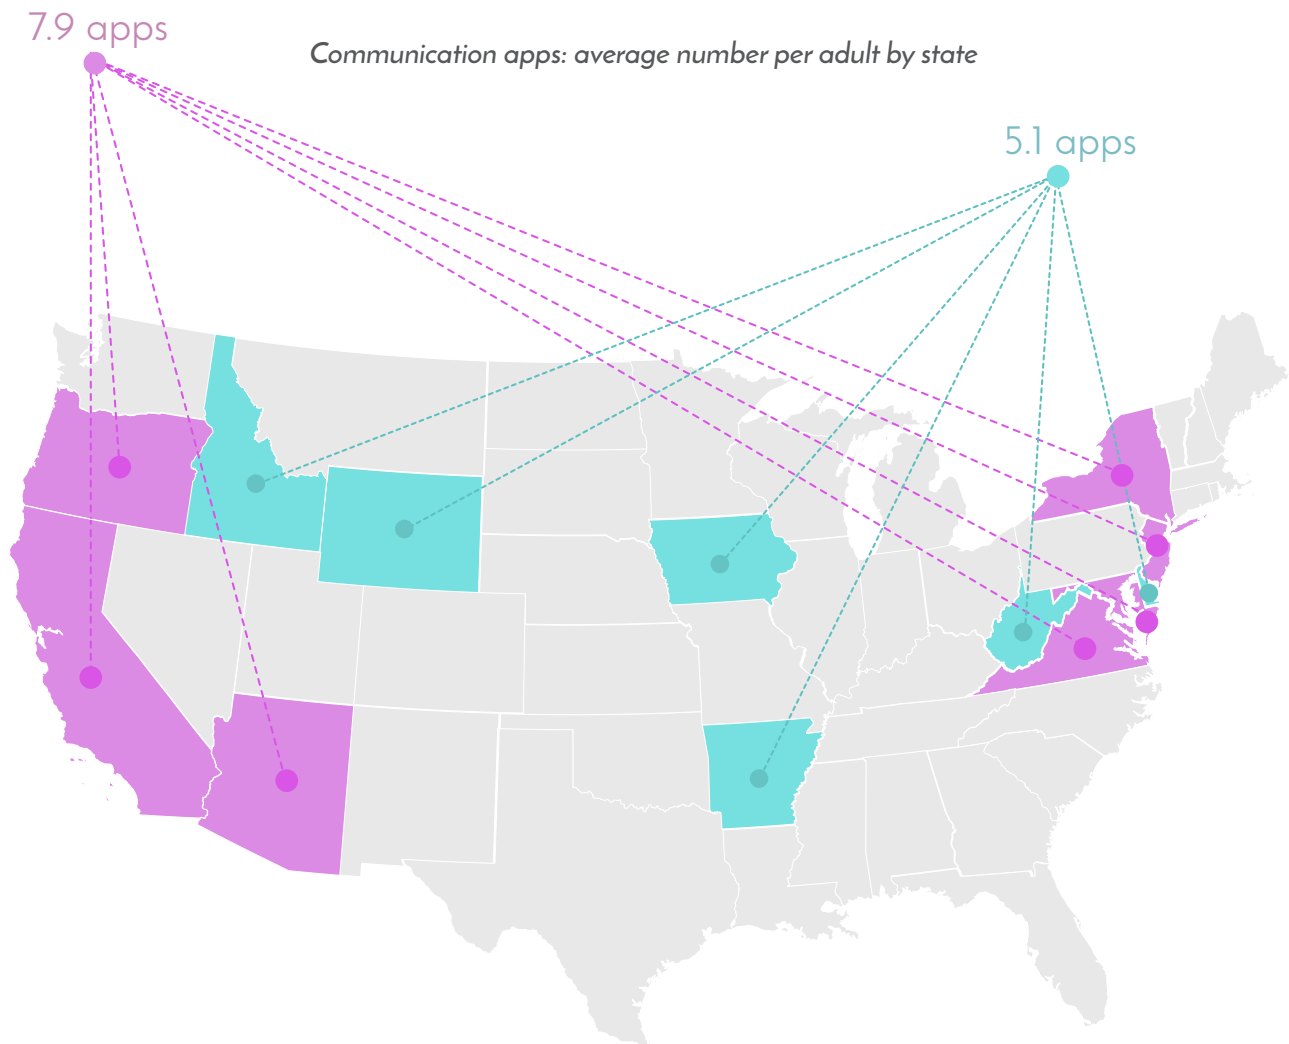 7.9 apps
Communication apps: average number per adult by state
5.1 apps